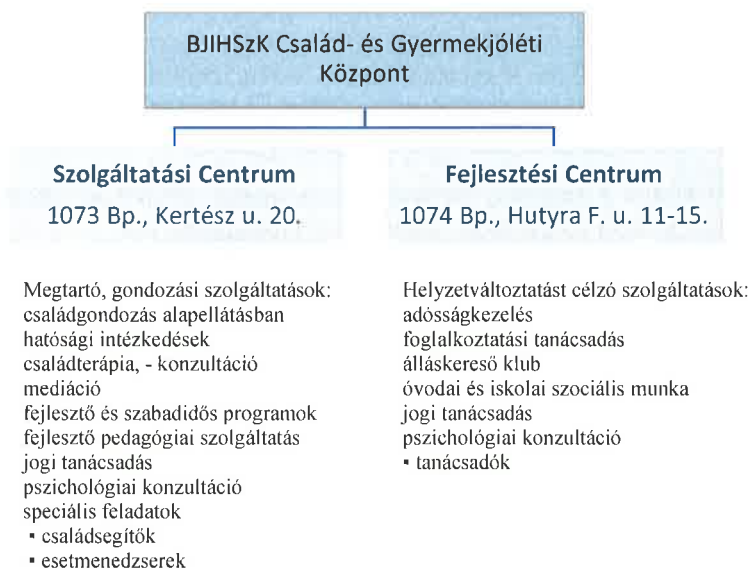 BJIHSzK Család- és Gyermekjóléti
Központ
Szolgáltatási Centrum
1073 Bp., Kertész u. 20.
Fejlesztési Centrum
1074 Bp., Hutyra F. u. 11-15.
Megtartó, gondozási szolgáltatások:
családgondozás alapellátásban
hatósági intézkedések
családterápia, - konzultáció
mediáció
fejlesztő és szabadidős programok
fejlesztő pedagógiai szolgáltatás
jogi tanácsadás
pszichológiai konzultáció
speciális feladatok
▪ családsegítők
▪ esetmenedzserek
Helyzetváltoztatást célzó szolgáltatások:
adósságkezelés
foglalkoztatási tanácsadás
álláskereső klub
óvodai és iskolai szociális munka
jogi tanácsadás
pszichológiai konzultáció
▪ tanácsadók